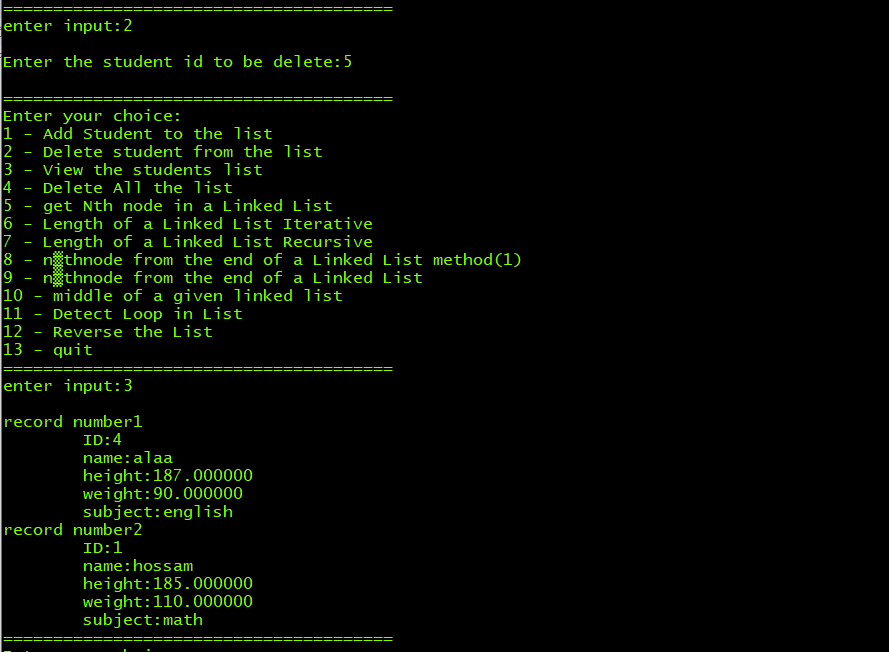 =======================================
enter input:2
Enter the student id to be delete:5
=======================================
Enter your choice:
1 - Add Student to the list
2 - Delete student from the list
3 - View the students list
4 - Delete All the list
5 - get Nth node in a Linked List
6 - Length of a Linked List Iterative
7 - Length of a Linked List Recursive
8 - n▒thnode from the end of a Linked List method(1)
9 - n▒thnode from the end of a Linked List
10 - middle of a given linked list
11 - Detect Loop in List
12 - Reverse the List
13 - quit
=======================================
enter input:3
record number1
ID:4
name:alaa
height:187.000000
weight:90.000000
subject:english
record number2
ID:1
name:hossam
height:185.000000
weight:110.000000
subject:math
=======================================